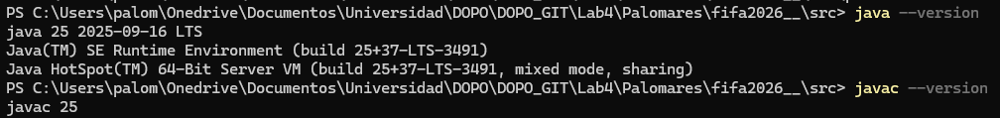 PS C:\Users\palom\Onedrive\Documentos\Universidad\DOPO\DOPO_GIT\Lab4\Palomares\fifa2026__\src> java --version
java 25 2025-09-16 LTS
Java(TM) SE Runtime Environment (build 25+37-LTS-3491)
Java HotSpot(TM) 64-Bit Server VM (build 25+37-LTS-3491, mixed mode, sharing)
PS C:\Users\palom\Onedrive\Documentos\Universidad\DOPO\DOPO_GIT\Lab4\Palomares\fifa2026__\src> javac --version
javac 25